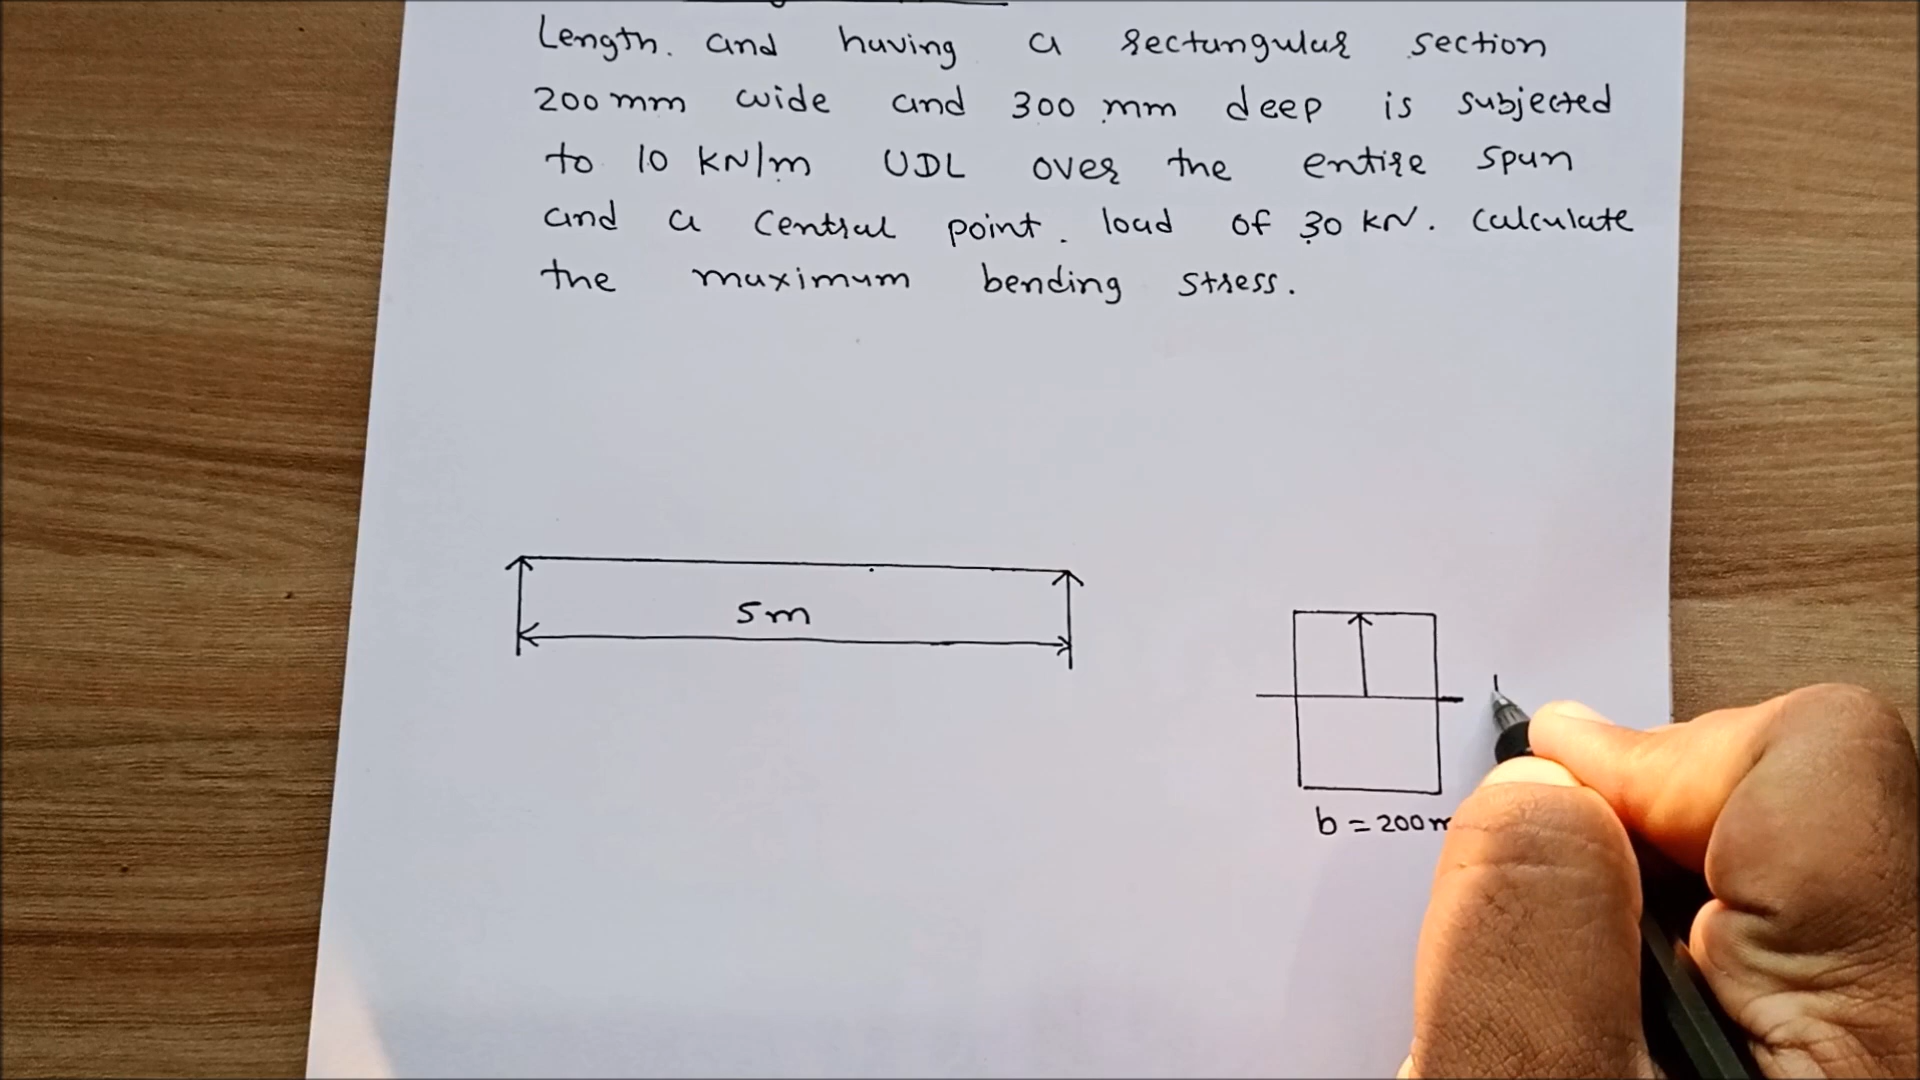 Length. and having a rectangular section
200 mm wide and 300 mm deep is subjected
to 10 KN/m UDL over the entire span
and a central point. load of 30 KN. Calculate
the maximum bending stress.
5m
b = 200